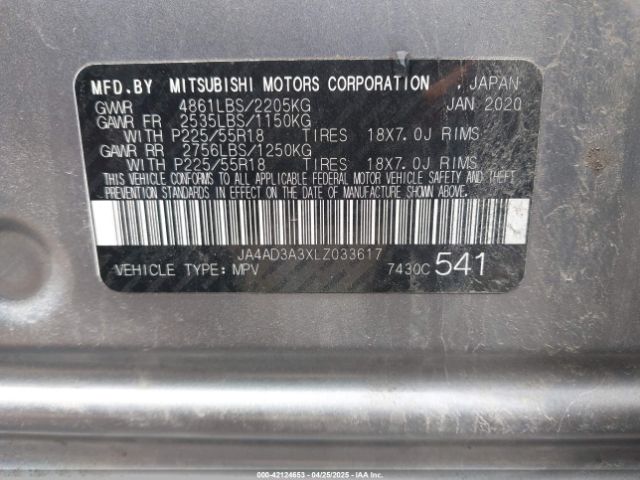 MFD.BY MITSUBISHI MOTORS CORPORATION , JAPAN
GVWR 4861LBS/2205KG JAN 2020
GAWR FR 2535LBS/1150KG
WITH P225/55R18 TIRES 18X7.0J RIMS
GAWR RR 2756LBS/1250KG
WITH P225/55R18 TIRES 18X7.0J RIMS
THIS VEHICLE CONFORMS TO ALL APPLICABLE FEDERAL MOTOR VEHICLE SAFETY AND THEFT
PREVENTION STANDARDS IN EFFECT ON THE DATE OF MANUFACTURE SHOWN ABOVE.
JA4AD3A3XLZ033617
VEHICLE TYPE: MPV 7430C 541
000-42124653 - 04/25/2025 - IAAI.COM